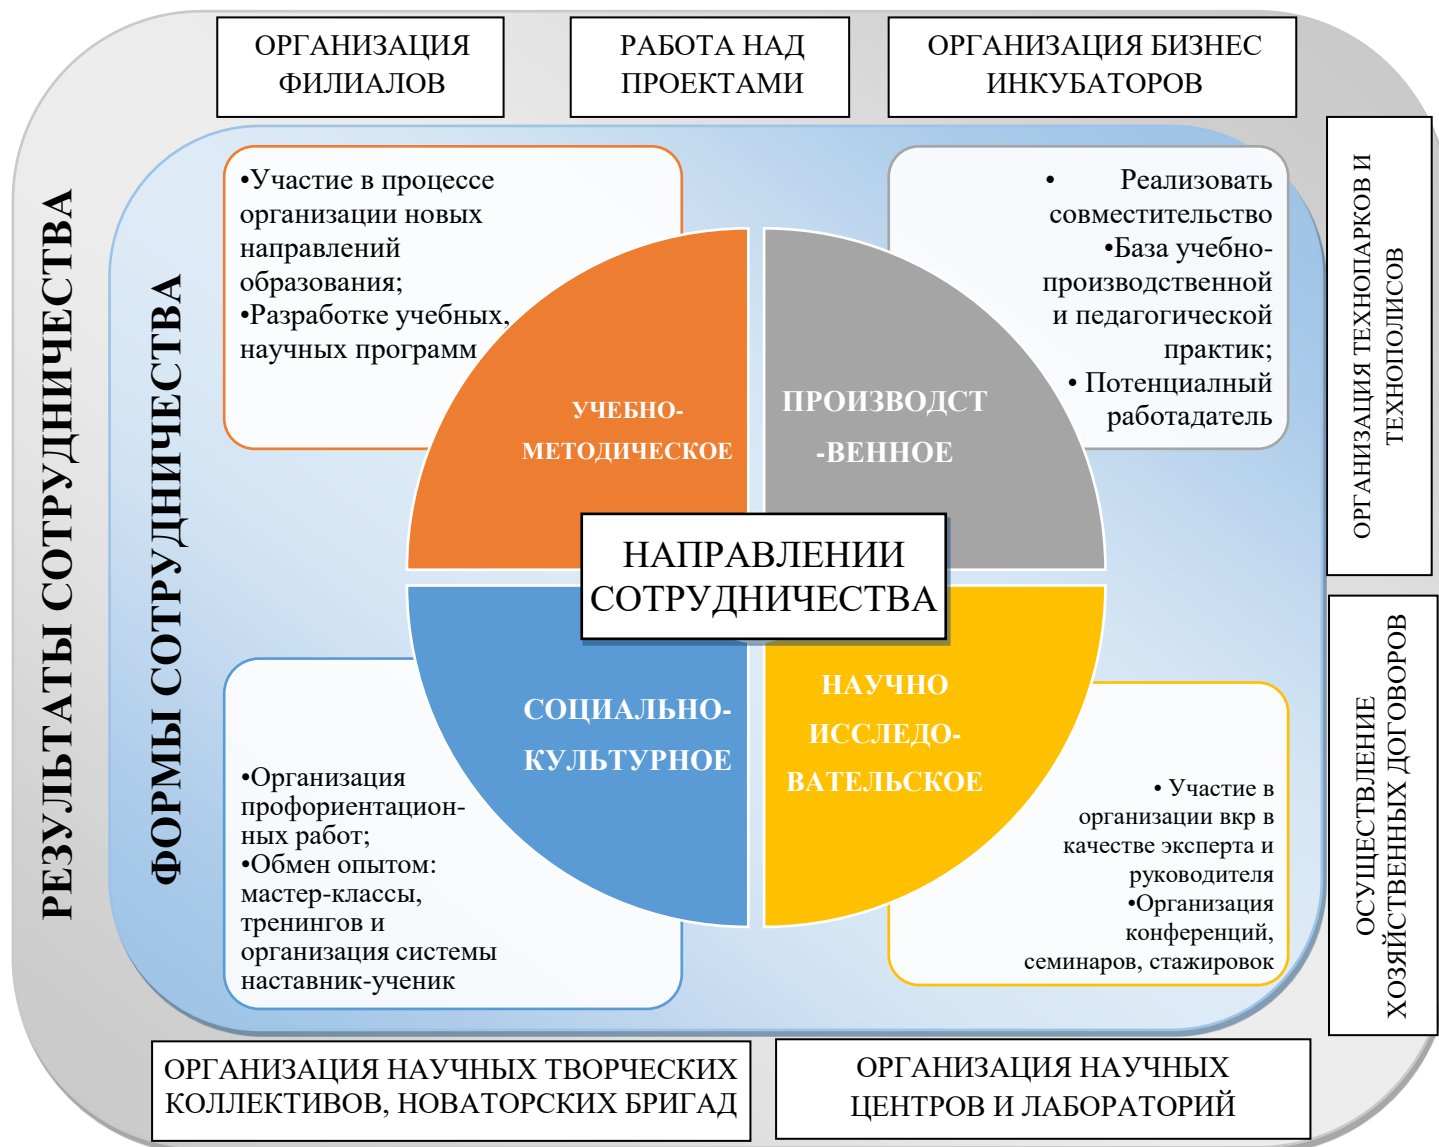 ОРГАНИЗАЦИЯ
ФИЛИАЛОВ
РАБОТА НАД
ПРОЕКТАМИ
ОРГАНИЗАЦИЯ БИЗНЕС
ИНКУБАТОРОВ
РЕЗУЛЬТАТЫ СОТРУДНИЧЕСТВА
ФОРМЫ СОТРУДНИЧЕСТВА
•Участие в процессе
организации новых
направлений
образования;
•Разработке учебных,
научных программ
• Реализовать
совместительство
•База учебно-
производственной
и педагогической
практик;
• Потенциалный
работадатель
УЧЕБНО-
МЕТОДИЧЕСКОЕ
ПРОИЗВОДСТ
-ВЕННОЕ
НАПРАВЛЕНИИ
СОТРУДНИЧЕСТВА
СОЦИАЛЬНО-
КУЛЬТУРНОЕ
НАУЧНО
ИССЛЕДО-
ВАТЕЛЬСКОЕ
•Организация
профориентацион-
ных работ;
•Обмен опытом:
мастер-классы,
тренингов и
организация системы
наставник-ученик
• Участие в
организации вкр в
качестве эксперта и
руководителя
•Организация
конференций,
семинаров, стажировок
ОРГАНИЗАЦИЯ ТЕХНОПАРКОВ И
ТЕХНОПОЛИСОВ
ОСУЩЕСТВЛЕНИЕ
ХОЗЯЙСТВЕННЫХ ДОГОВОРОВ
ОРГАНИЗАЦИЯ НАУЧНЫХ ТВОРЧЕСКИХ
КОЛЛЕКТИВОВ, НОВАТОРСКИХ БРИГАД
ОРГАНИЗАЦИЯ НАУЧНЫХ
ЦЕНТРОВ И ЛАБОРАТОРИЙ